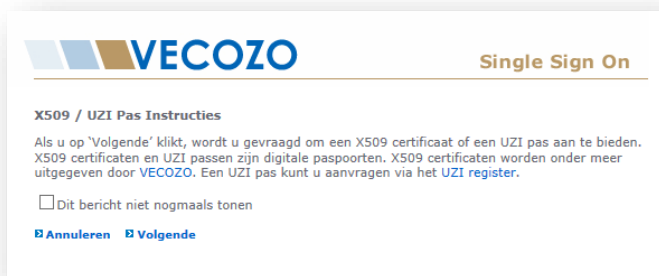 VECOZO
Single Sign On
X509 / UZI Pas Instructies
Als u op ‘Volgende’ klikt, wordt u gevraagd om een X509 certificaat of een UZI pas aan te bieden.
X509 certificaten en UZI passen zijn digitale paspoorten. X509 certificaten worden onder meer
uitgegeven door VECOZO. Een UZI pas kunt u aanvragen via het UZI register.
Dit bericht niet nogmaals tonen
Annuleren Volgende